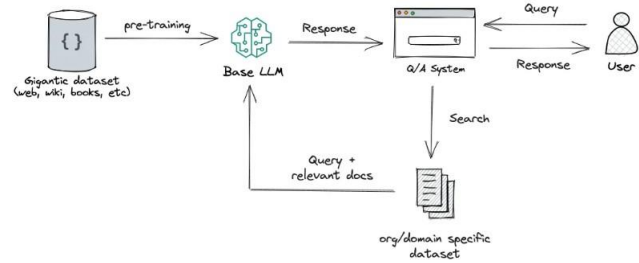 { }
pre-training
Response
Query
Response
Gigantic dataset
(web, wiki, books, etc)
Base LLM
Q/A System
User
Search
Query +
relevant docs
org/domain specific
dataset